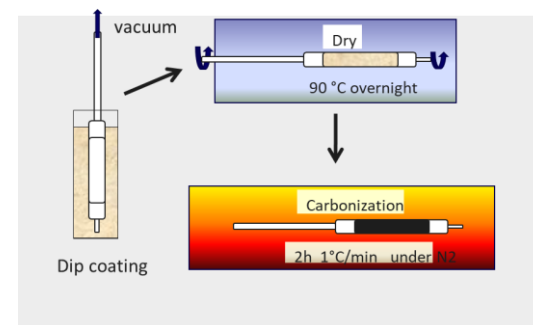 vacuum
Dry
90 °C overnight
Carbonization
2h 1°C/min under N2
Dip coating